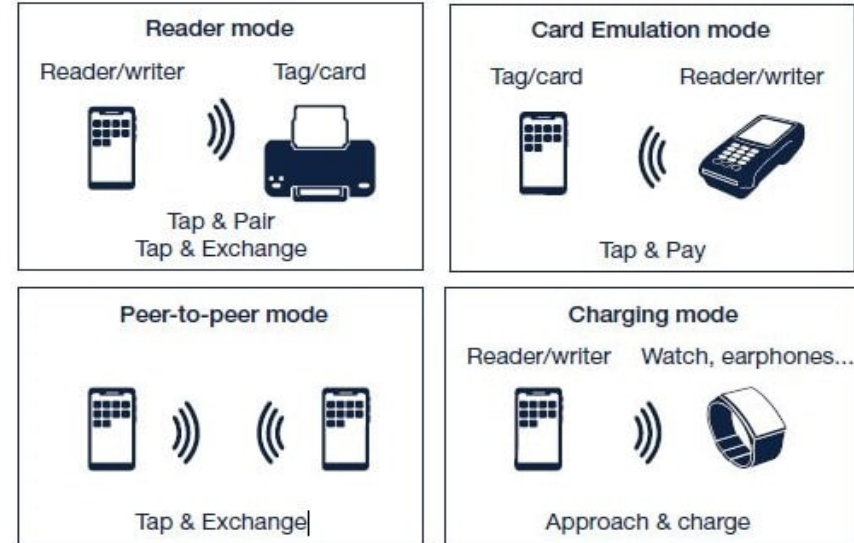 Reader mode
Reader/writer Tag/card
Tap & Pair
Tap & Exchange
Card Emulation mode
Tag/card Reader/writer
Tap & Pay
Peer-to-peer mode
Tap & Exchange
Charging mode
Reader/writer Watch, earphones...
Approach & charge